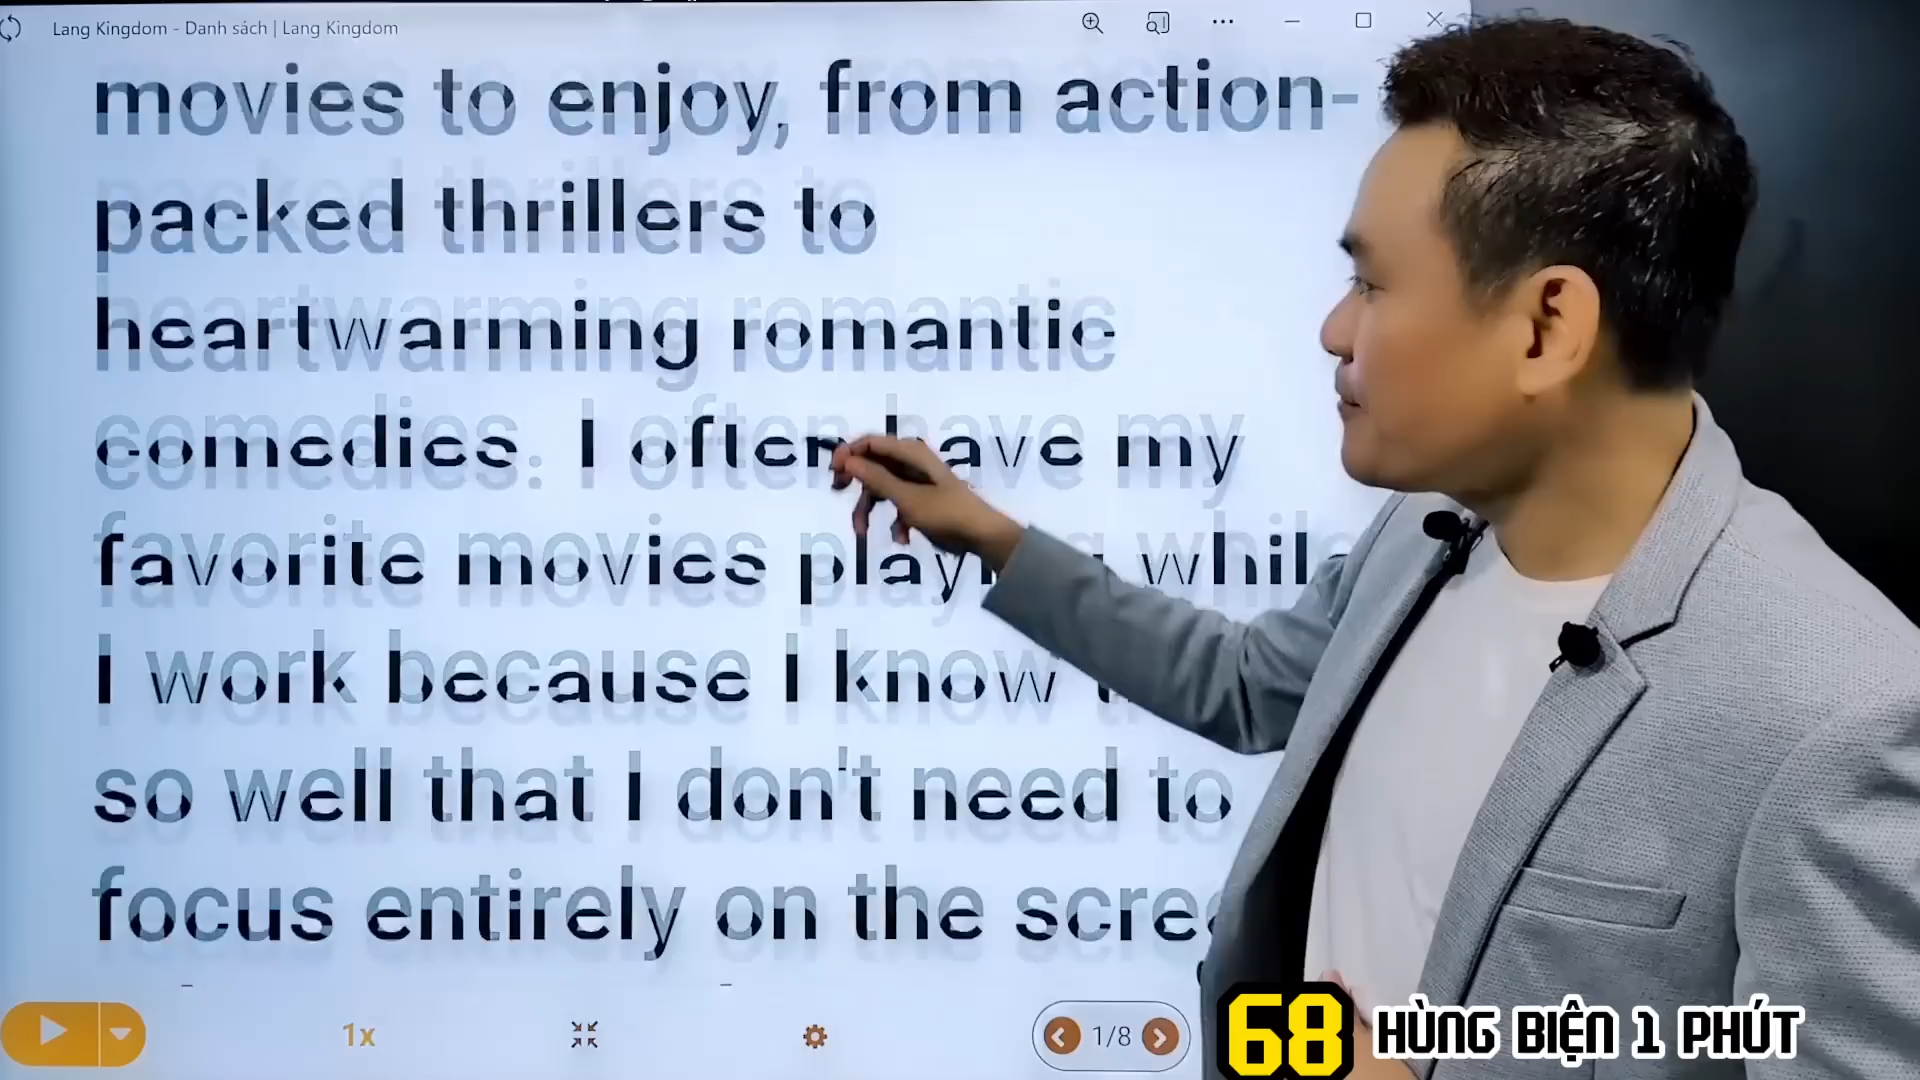 Lang Kingdom - Danh sách | Lang Kingdom
movies to enjoy, from action-
packed thrillers to
heartwarming romantic
comedies. I often have my
favorite movies while
I work because I know
so well that I don't need to
focus entirely on the
1x
1/8
68 HÙNG BIỆN 1 PHÚT